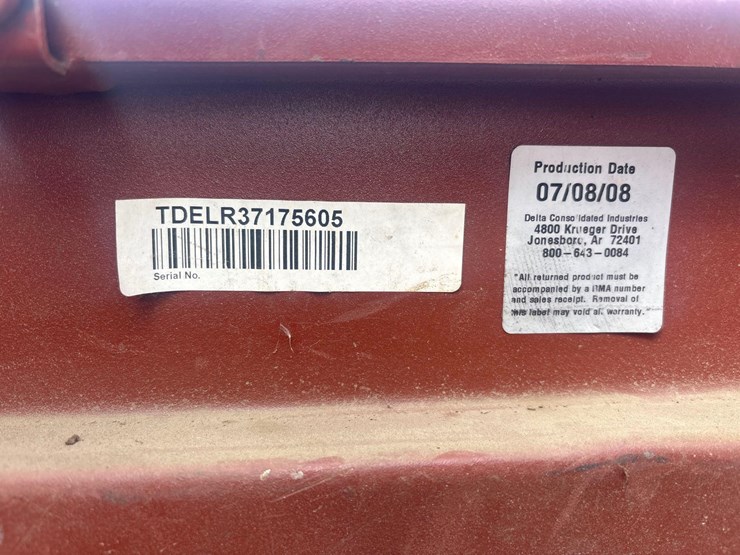 TDELR37175605
Serial No.
Production Date
07/08/08
Delta Consolidated Industries
4800 Krueger Drive
Jonesboro, Ar 72401
800-643-0084
"All returned product must be
accompanied by a RMA number
and sales receipt. Removal of
this label may void all warranty."